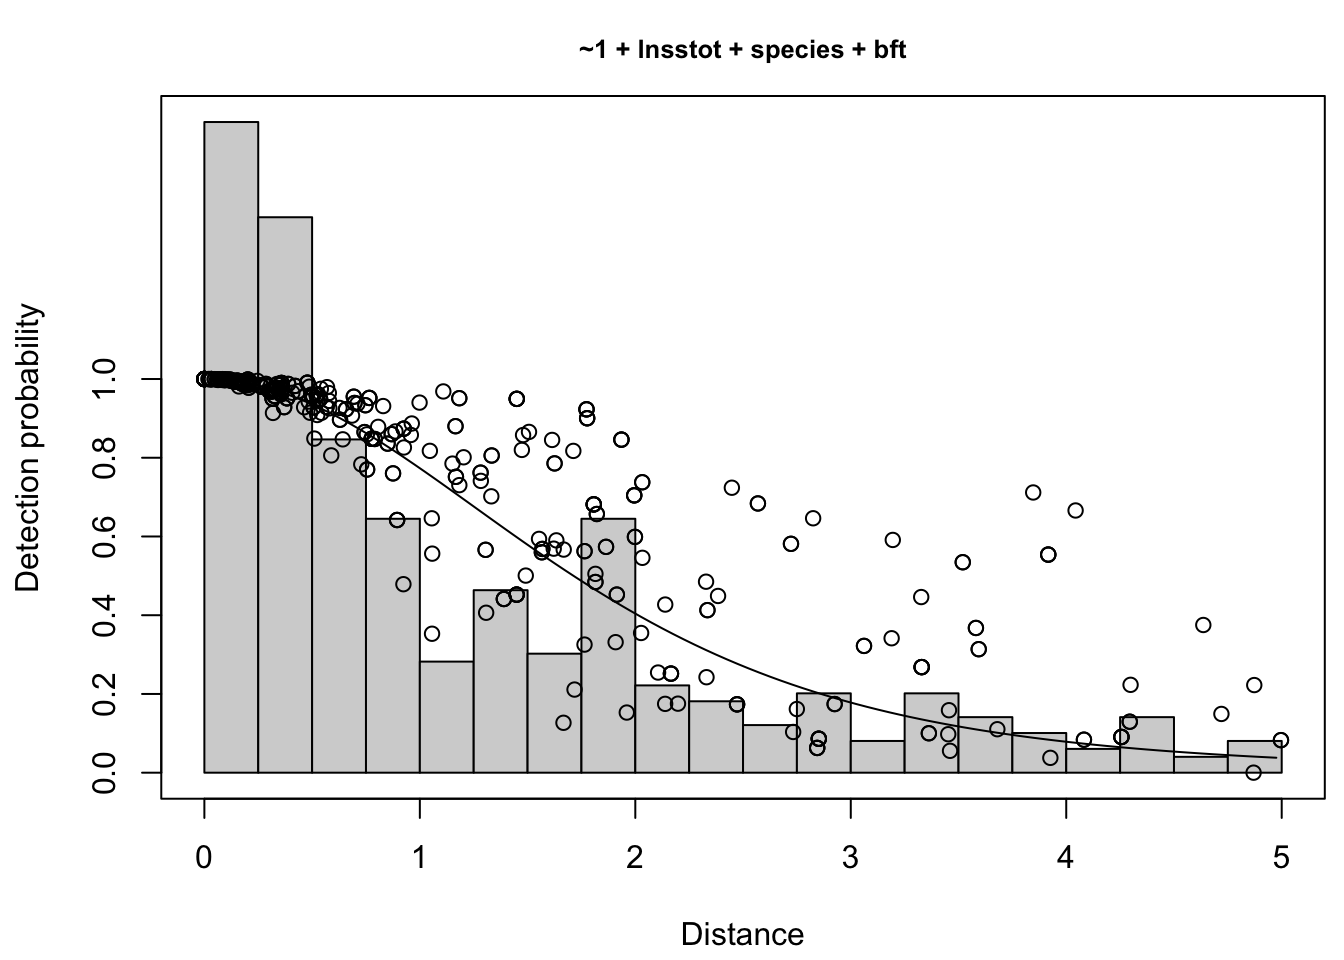 ~1 + lnsstot + species + bft
Detection probability
1.0
0.8
0.6
0.4
0.2
0.0
0 1 2 3 4 5
Distance